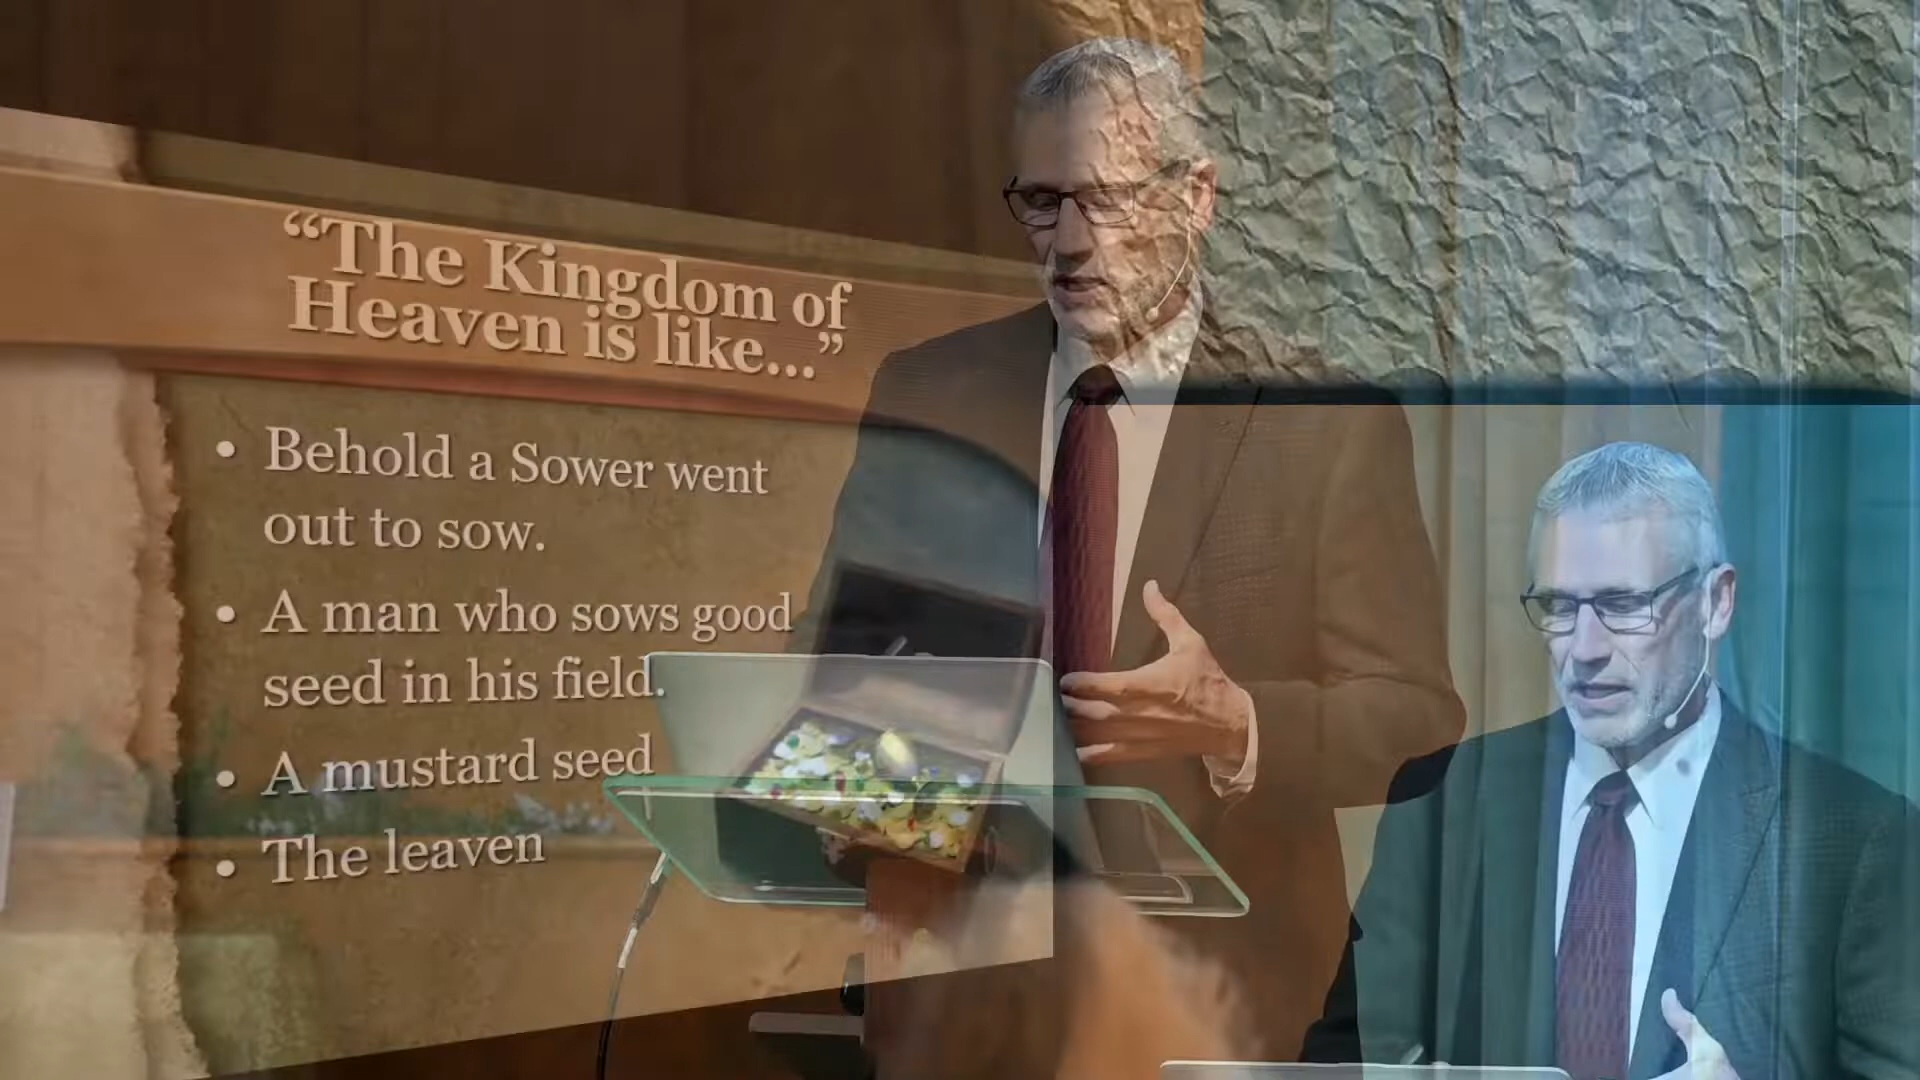 “The Kingdom of
Heaven is like...”
• Behold a Sower went
out to sow.
• A man who sows good
seed in his field.
• A mustard seed
• The leaven